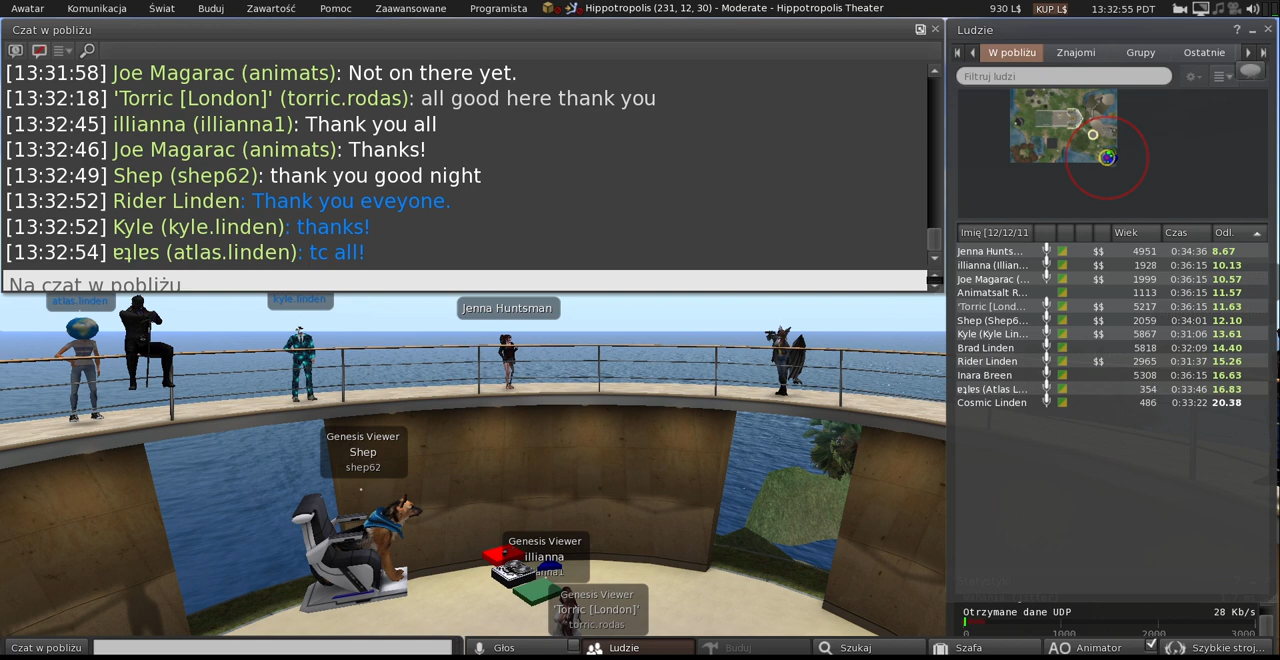 Awatar Komunikacja Świat Buduj Zawartość Pomoc Zaawansowane Programista Hippotropolis (231, 12, 30) - Moderate - Hippotropolis Theater 930 L$ KUP L$ 13:32:55 PDT
Czat w pobliżu
[13:31:58] Joe Magarac (animats): Not on there yet.
[13:32:18] 'Torric [London]' (torric.rodas): all good here thank you
[13:32:45] illianna (illianna1): Thank you all
[13:32:46] Joe Magarac (animats): Thanks!
[13:32:49] Shep (shep62): thank you good night
[13:32:52] Rider Linden: Thank you eveyone.
[13:32:52] Kyle (kyle.linden): thanks!
[13:32:54] ɐʇlɐs (atlas.linden): tc all!
Na czat w pobliżu
atlas.linden
kyle.linden
Jenna Huntsman
Genesis Viewer
Shep
shep62
Genesis Viewer
illianna
Genesis Viewer
'Torric [London]'
torric.rodas
Ludzie
W pobliżu Znajomi Grupy Ostatnie
Filtruj ludzi
Imię [12/12/11 Wiek Czas Odl.
Jenna Hunts... $$ 4951 0:34:36 8.67
illianna (Illian... $$ 1928 0:36:15 10.13
Joe Magarac (... $$ 1999 0:36:15 10.57
Animatsalt R... 1113 0:36:15 11.57
'Torric [Lond... $$ 5217 0:36:15 11.63
Shep (Shep6... $$ 2059 0:34:01 12.10
Kyle (Kyle Lin... $$ 5867 0:31:06 13.61
Brad Linden 5818 0:32:09 14.40
Rider Linden $$ 2965 0:31:37 15.26
Inara Breen 5308 0:36:15 16.63
ɐʇlɐs (Atlas L... 354 0:33:46 16.83
Cosmic Linden 486 0:33:22 20.38
Otrzymane dane UDP 28 Kb/s
0 1000 2000 3000
Czat w pobliżu Głos Ludzie Buduj Szukaj Szafa AO Animator Szybkie stroj...